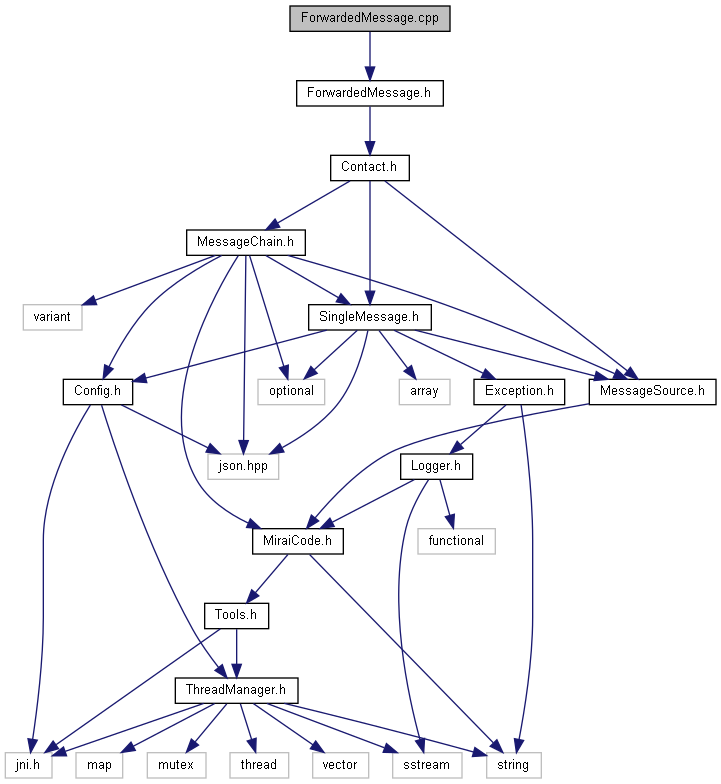 ForwardedMessage.cpp
ForwardedMessage.h
Contact.h
MessageChain.h
variant
SingleMessage.h
Config.h
optional
array
Exception.h
MessageSource.h
json.hpp
Logger.h
MiraiCode.h
functional
Tools.h
ThreadManager.h
jni.h
map
mutex
thread
vector
sstream
string